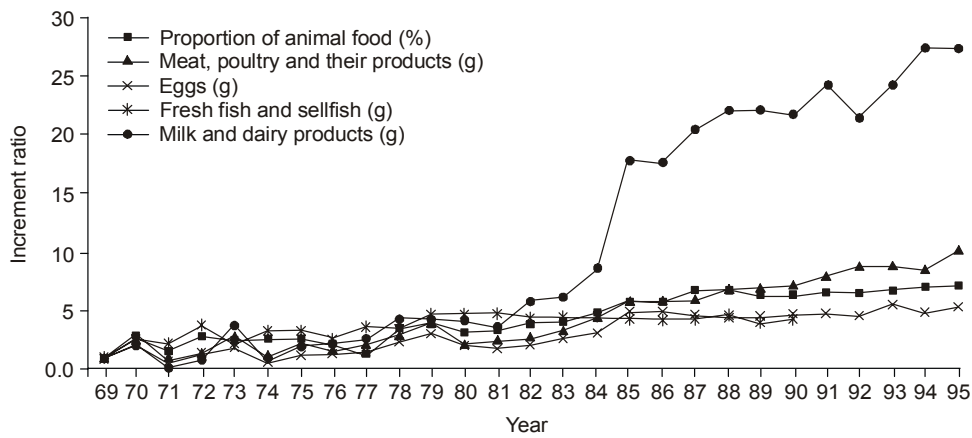 30
25
20
15
10
5
0.0
Increment ratio
Proportion of animal food (%)
Meat, poultry and their products (g)
Eggs (g)
Fresh fish and sellfish (g)
Milk and dairy products (g)
69 70 71 72 73 74 75 76 77 78 79 80 81 82 83 84 85 86 87 88 89 90 91 92 93 94 95
Year